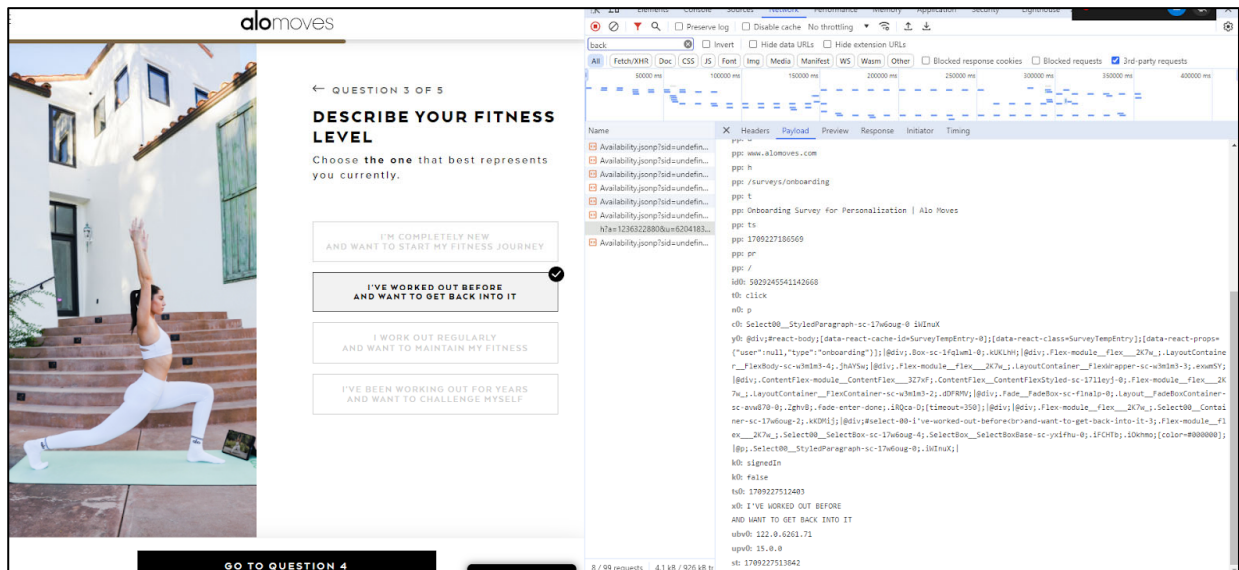 alomoves
← QUESTION 3 OF 5
DESCRIBE YOUR FITNESS
LEVEL
Choose the one that best represents
you currently.
I'M COMPLETELY NEW
AND WANT TO START MY FITNESS JOURNEY
I'VE WORKED OUT BEFORE
AND WANT TO GET BACK INTO IT
I WORK OUT REGULARLY
AND WANT TO MAINTAIN MY FITNESS
I'VE BEEN WORKING OUT FOR YEARS
AND WANT TO CHALLENGE MYSELF
GO TO QUESTION 4
Elements Console Sources Network Performance Memory Application Security Lighthouse
Preserve log Disable cache No throttling
back Invert Hide data URLs Hide extension URLs
All Fetch/XHR Doc CSS JS Font Img Media Manifest WS Wasm Other Blocked response cookies Blocked requests 3rd-party requests
50000 ms 100000 ms 150000 ms 200000 ms 250000 ms 300000 ms 350000 ms 400000 ms
Name
Availability.jsonp?sid=undefin...
Availability.jsonp?sid=undefin...
Availability.jsonp?sid=undefin...
Availability.jsonp?sid=undefin...
Availability.jsonp?sid=undefin...
Availability.jsonp?sid=undefin...
h?a=1236322880&u=6204183...
Availability.jsonp?sid=undefin...
8 / 99 requests 4.1 kB / 926 kB tr
X Headers Payload Preview Response Initiator Timing
pp: www.alomoves.com
pp: h
pp: /surveys/onboarding
pp: t
pp: Onboarding Survey for Personalization | Alo Moves
pp: ts
pp: 1709227186569
pp: pr
pp: /
id0: 5029245541142668
t0: click
n0: p
c0: Select00__StyledParagraph-sc-17w6oug-0 iWInuX
y0: @div;#react-body;[data-react-cache-id=SurveyTempEntry-0];[data-react-class=SurveyTempEntry];[data-react-props=
{"user":null,"type":"onboarding"}];|@div;.Box-sc-1fqlwml-0;.kUKLhH;|@div;.Flex-module__flex___2K7w_;.LayoutContaine
r__FlexBody-sc-w3m1m3-4;.jhAYSw;|@div;.Flex-module__flex___2K7w_;.LayoutContainer__FlexWrapper-sc-w3m1m3-3;.exwmSY;
|@div;.ContentFlex-module__ContentFlex___3Z7xF;.ContentFlex__ContentFlexStyled-sc-17l1eyj-0;.Flex-module__flex___2K
7w_;.LayoutContainer__FlexContainer-sc-w3m1m3-2;.dDFRMV;|@div;.Fade__FadeBox-sc-f1nalp-0;.Layout__FadeBoxContainer-
sc-avw870-0;.ZghvB;.fade-enter-done;.iRQca-D;[timeout=350];|@div;|@div;.Flex-module__flex___2K7w_;.Select00__Contai
ner-sc-17w6oug-2;.kKDMij;|@div;#select-00-i've-worked-out-before<br>and-want-to-get-back-into-it-3;.Flex-module__fl
ex___2K7w_;.Select00__SelectBox-sc-17w6oug-4;.SelectBox__SelectBoxBase-sc-yxifhu-0;.iFCHTb;.iOkhmo;[color=#000000];
|@p;.Select00__StyledParagraph-sc-17w6oug-0;.iWInuX;|
k0: signedIn
k0: false
ts0: 1709227512403
x0: I'VE WORKED OUT BEFORE
AND WANT TO GET BACK INTO IT
ubv0: 122.0.6261.71
upv0: 15.0.0
st: 1709227513842